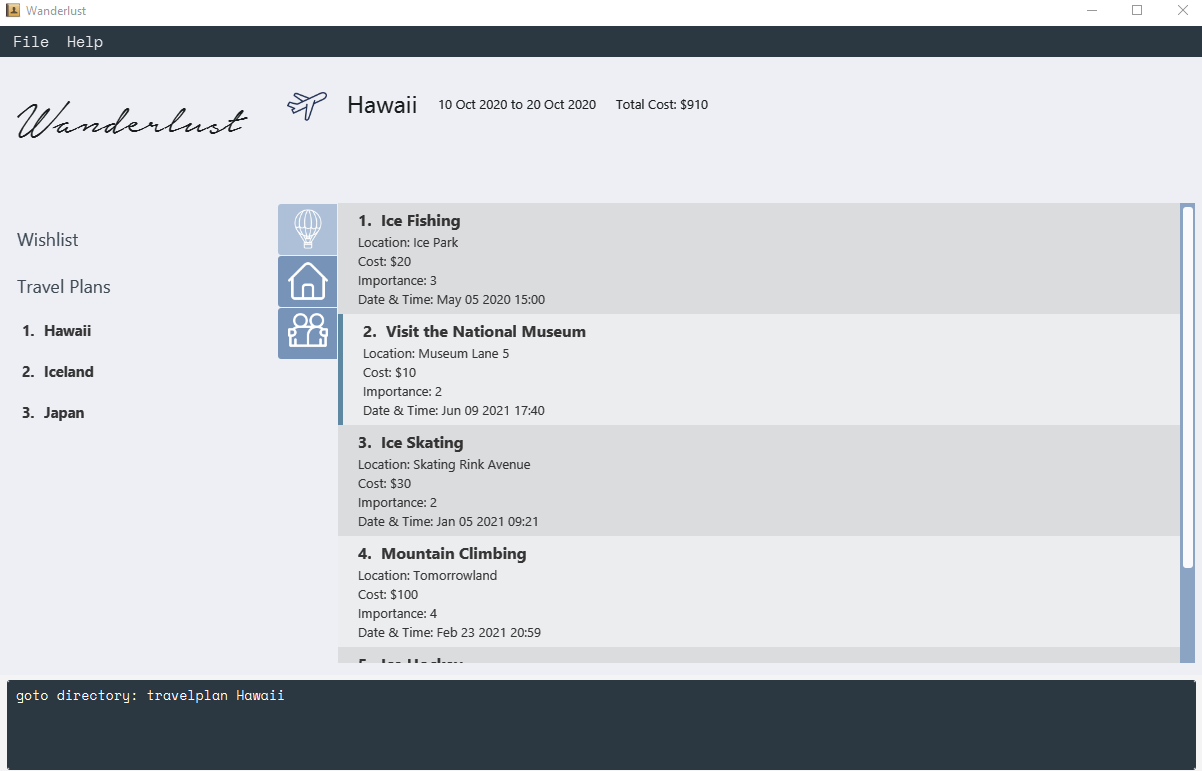 Wanderlust
File Help
Wanderlust
Hawaii 10 Oct 2020 to 20 Oct 2020 Total Cost: $910
Wishlist
Travel Plans
1. Hawaii
2. Iceland
3. Japan
1. Ice Fishing
Location: Ice Park
Cost: $20
Importance: 3
Date & Time: May 05 2020 15:00
2. Visit the National Museum
Location: Museum Lane 5
Cost: $10
Importance: 2
Date & Time: Jun 09 2021 17:40
3. Ice Skating
Location: Skating Rink Avenue
Cost: $30
Importance: 2
Date & Time: Jan 05 2021 09:21
4. Mountain Climbing
Location: Tomorrowland
Cost: $100
Importance: 4
Date & Time: Feb 23 2021 20:59
5. Ice Hockey
goto directory: travelplan Hawaii